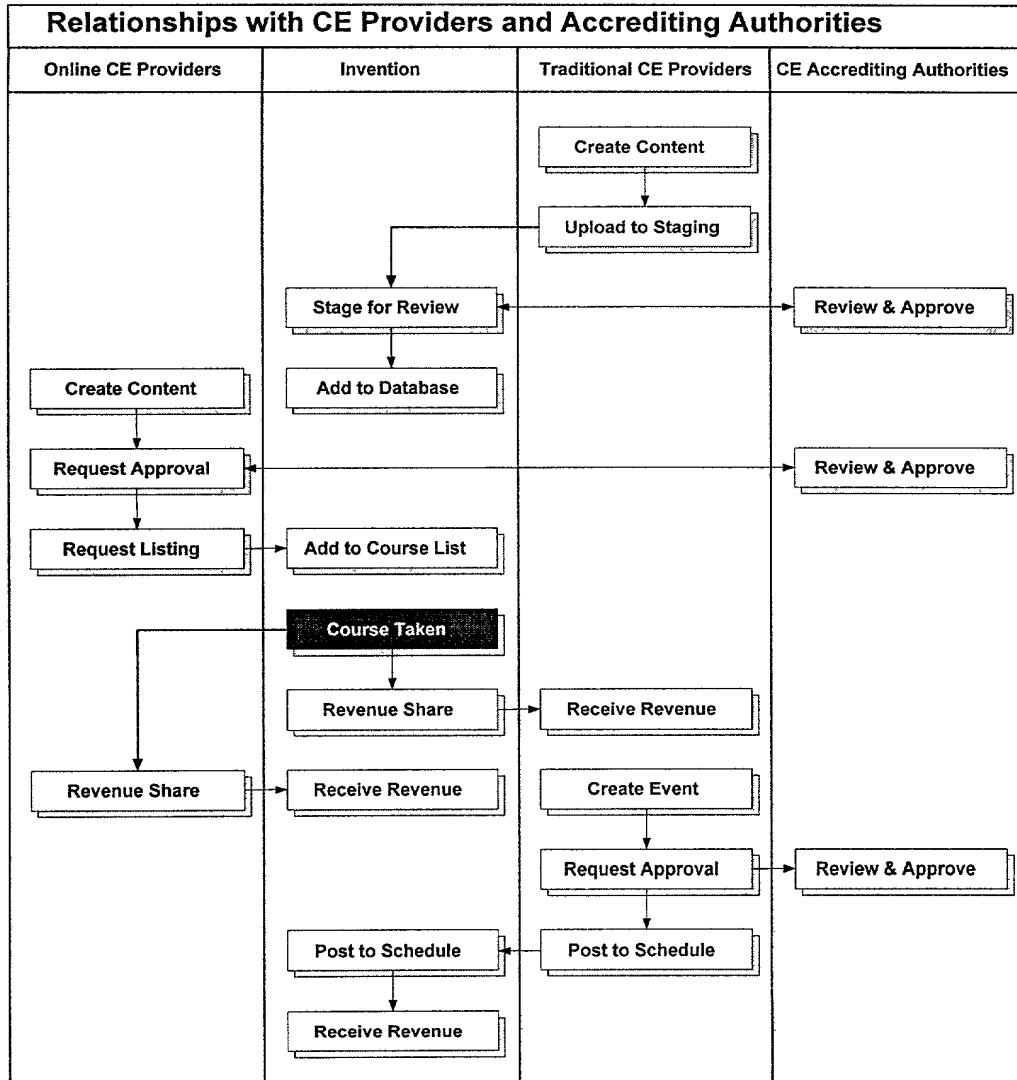 Relationships with CE Providers and Accrediting Authorities
Online CE Providers
Invention
Traditional CE Providers
CE Accrediting Authorities
Create Content
Upload to Staging
Stage for Review
Review & Approve
Create Content
Add to Database
Request Approval
Review & Approve
Request Listing
Add to Course List
Course Taken
Revenue Share
Receive Revenue
Revenue Share
Receive Revenue
Create Event
Request Approval
Review & Approve
Post to Schedule
Post to Schedule
Receive Revenue